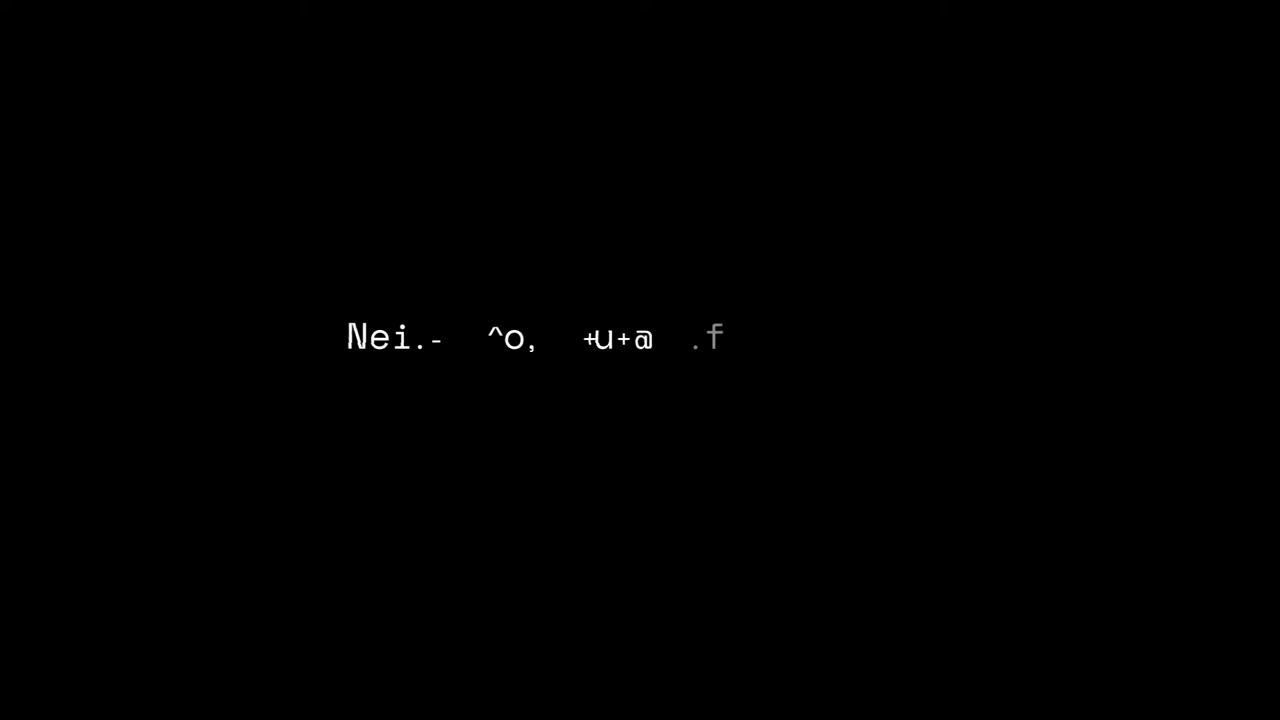 Nei.- ^o, +u+@ .f